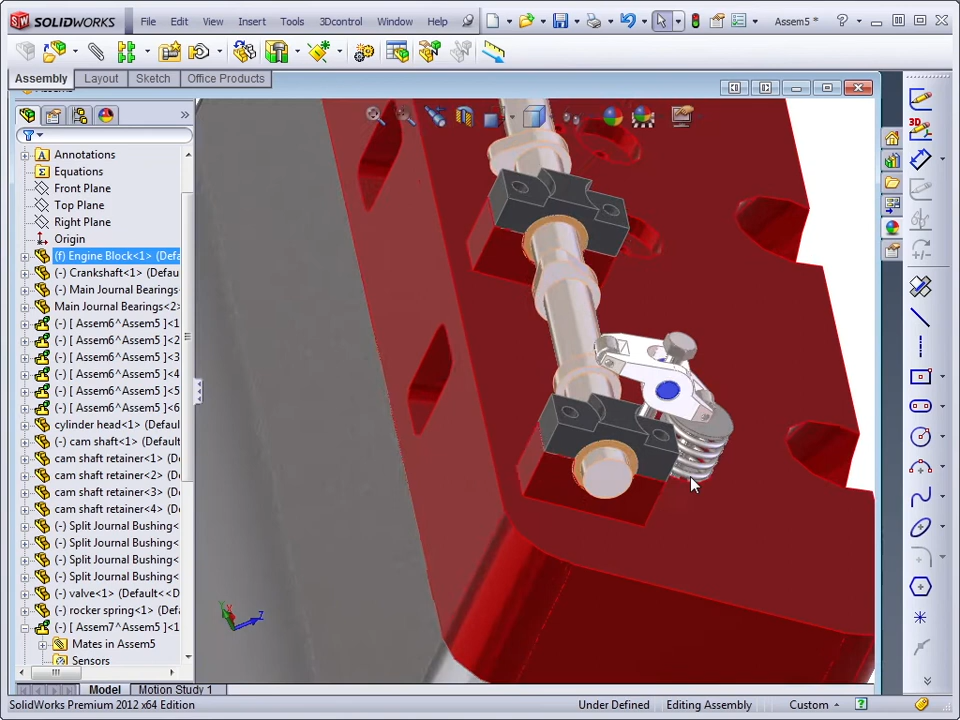 SOLIDWORKS File Edit View Insert Tools 3Dcontrol Window Help Assem5 *
Assembly Layout Sketch Office Products
Annotations
Equations
Front Plane
Top Plane
Right Plane
Origin
(f) Engine Block<1> (Defa
(-) Crankshaft<1> (Defau
(-) Main Journal Bearings<
Main Journal Bearings<2>
(-) [ Assem6^Assem5 ]<1
(-) [ Assem6^Assem5 ]<2
(-) [ Assem6^Assem5 ]<3
(-) [ Assem6^Assem5 ]<4
(-) [ Assem6^Assem5 ]<5
(-) [ Assem6^Assem5 ]<6
cylinder head<1> (Default
(-) cam shaft<1> (Default
cam shaft retainer<1> (De
cam shaft retainer<2> (De
cam shaft retainer<3> (De
cam shaft retainer<4> (De
(-) Split Journal Bushing<
(-) Split Journal Bushing<
(-) Split Journal Bushing<
(-) Split Journal Bushing<
(-) valve<1> (Default<<D
(-) rocker spring<1> (Defa
(-) [ Assem7^Assem5 ]<1
Mates in Assem5
Sensors
Model Motion Study 1
SolidWorks Premium 2012 x64 Edition Under Defined Editing Assembly Custom